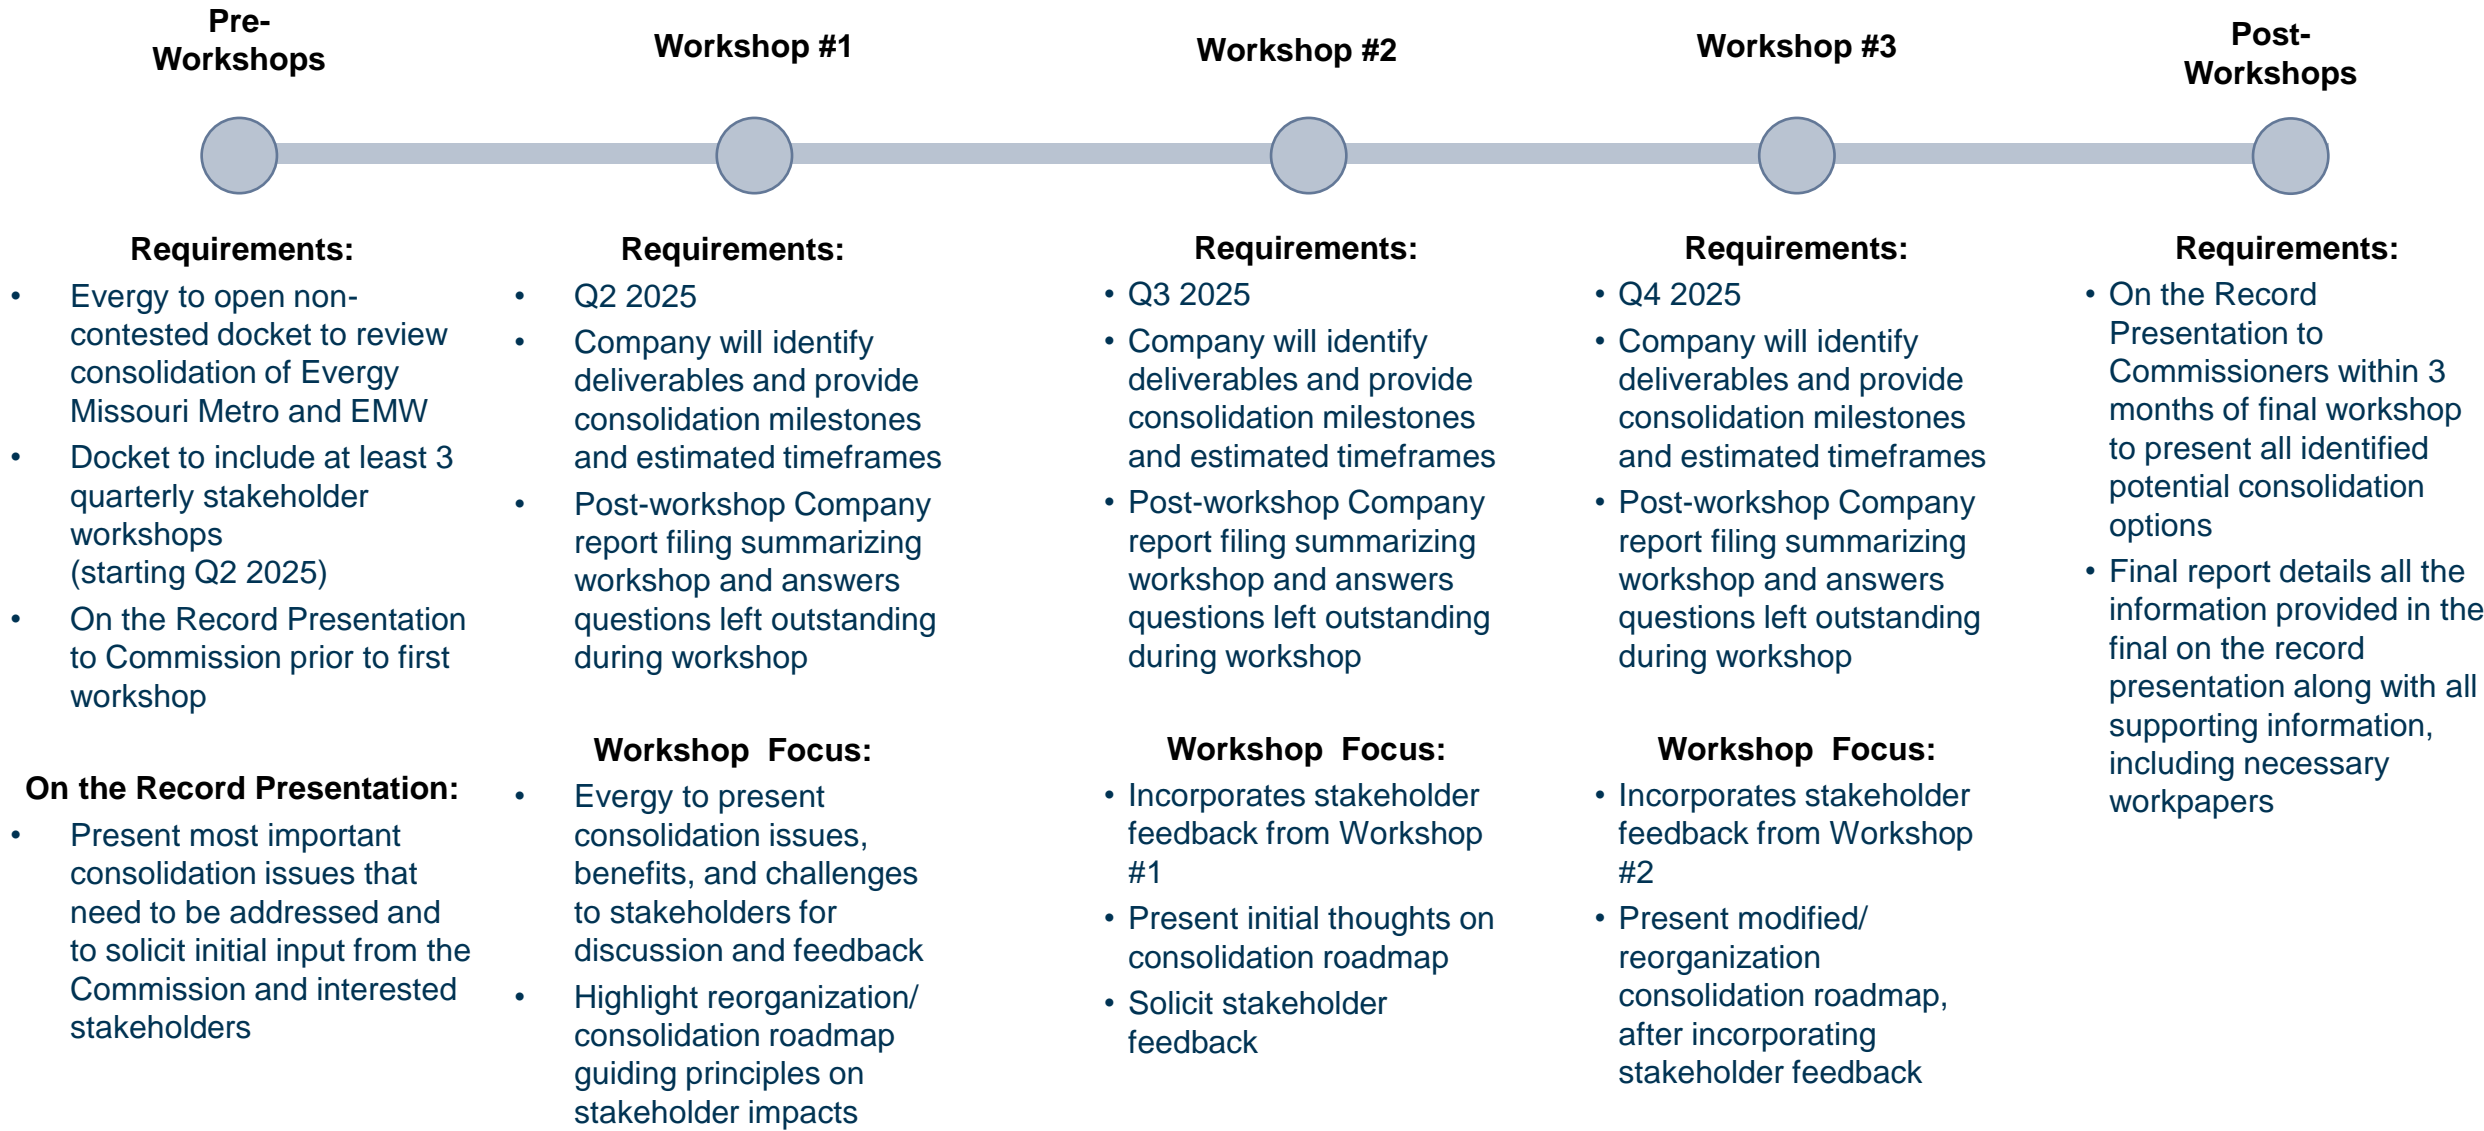 Pre-
Workshops
Requirements:
• Evergy to open non-
contested docket to review
consolidation of Evergy
Missouri Metro and EMW
• Docket to include at least 3
quarterly stakeholder
workshops
(starting Q2 2025)
• On the Record Presentation
to Commission prior to first
workshop
On the Record Presentation:
• Present most important
consolidation issues that
need to be addressed and
to solicit initial input from the
Commission and interested
stakeholders
Workshop #1
Requirements:
• Q2 2025
• Company will identify
deliverables and provide
consolidation milestones
and estimated timeframes
• Post-workshop Company
report filing summarizing
workshop and answers
questions left outstanding
during workshop
Workshop Focus:
• Evergy to present
consolidation issues,
benefits, and challenges
to stakeholders for
discussion and feedback
• Highlight reorganization/
consolidation roadmap
guiding principles on
stakeholder impacts
Workshop #2
Requirements:
• Q3 2025
• Company will identify
deliverables and provide
consolidation milestones
and estimated timeframes
• Post-workshop Company
report filing summarizing
workshop and answers
questions left outstanding
during workshop
Workshop Focus:
• Incorporates stakeholder
feedback from Workshop
#1
• Present initial thoughts on
consolidation roadmap
• Solicit stakeholder
feedback
Workshop #3
Requirements:
• Q4 2025
• Company will identify
deliverables and provide
consolidation milestones
and estimated timeframes
• Post-workshop Company
report filing summarizing
workshop and answers
questions left outstanding
during workshop
Workshop Focus:
• Incorporates stakeholder
feedback from Workshop
#2
• Present modified/
reorganization
consolidation roadmap,
after incorporating
stakeholder feedback
Post-
Workshops
Requirements:
• On the Record
Presentation to
Commissioners within 3
months of final workshop
to present all identified
potential consolidation
options
• Final report details all the
information provided in the
final on the record
presentation along with all
supporting information,
including necessary
workpapers